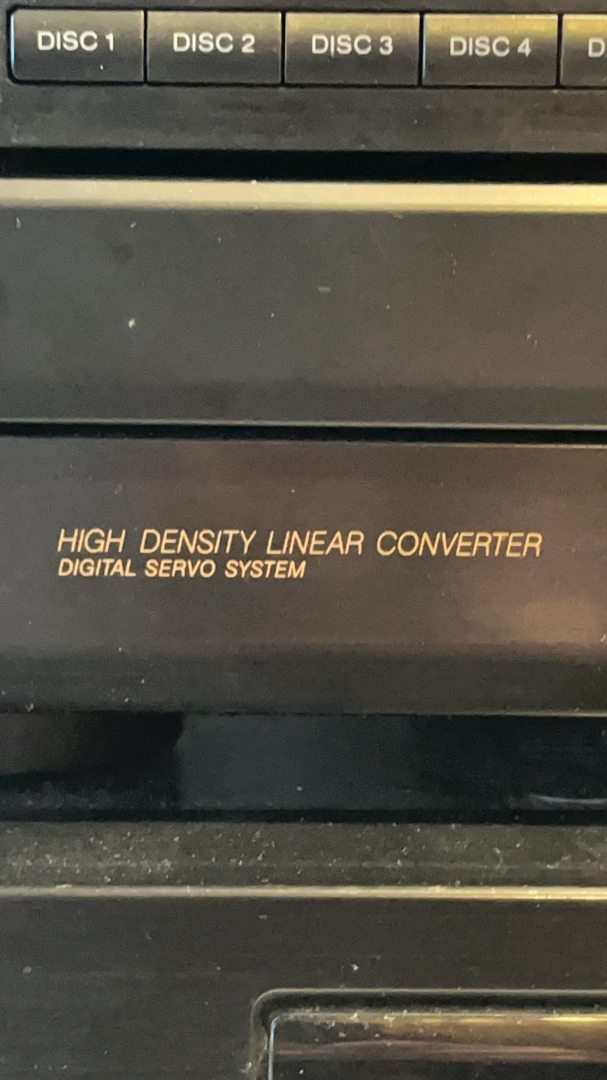 DISC 1 DISC 2 DISC 3 DISC 4 D
HIGH DENSITY LINEAR CONVERTER
DIGITAL SERVO SYSTEM